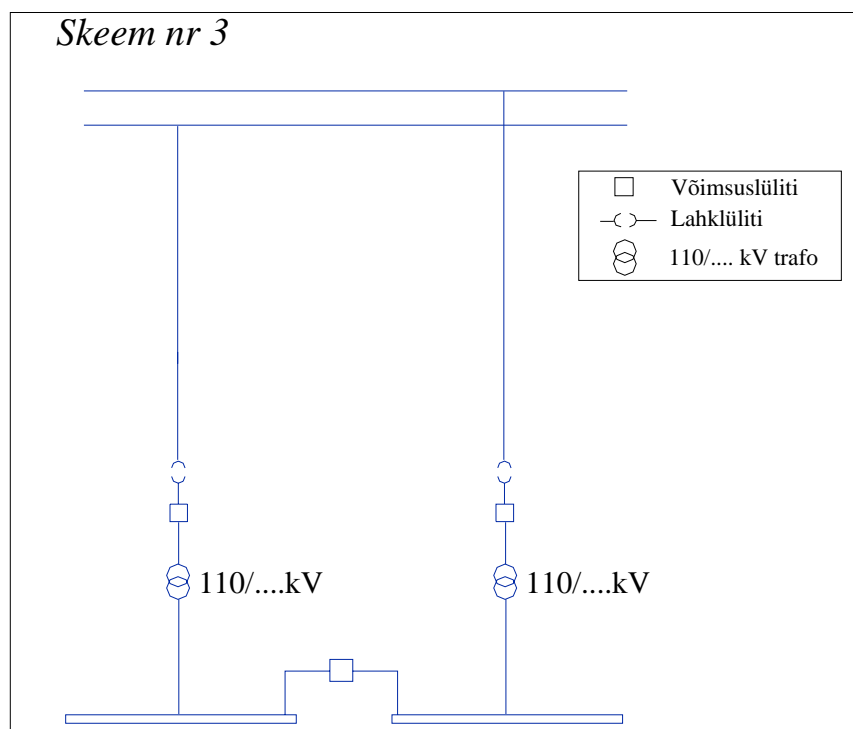 Skeem nr 3
Võimsuslüliti
Lahklüliti
110/.... kV trafo
110/....kV
110/....kV